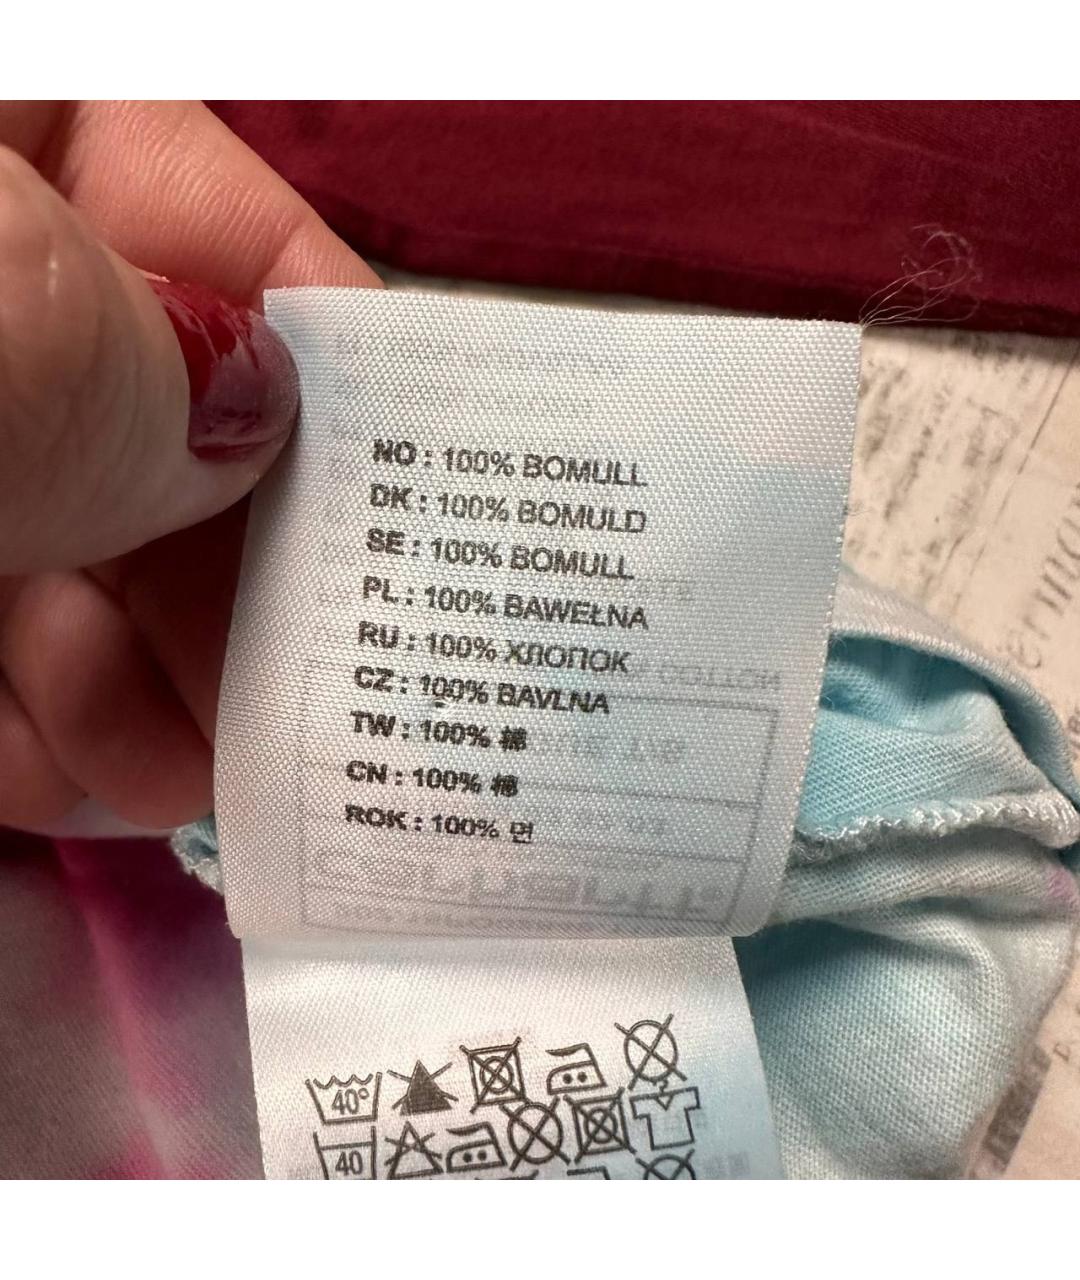 NO : 100% BOMULL
DK : 100% BOMULD
SE : 100% BOMULL
PL : 100% BAWEŁNA
RU : 100% ХЛОПОК
CZ : 100% BAVLNA
TW : 100% 棉
CN : 100% 棉
ROK : 100% 면
40°
40